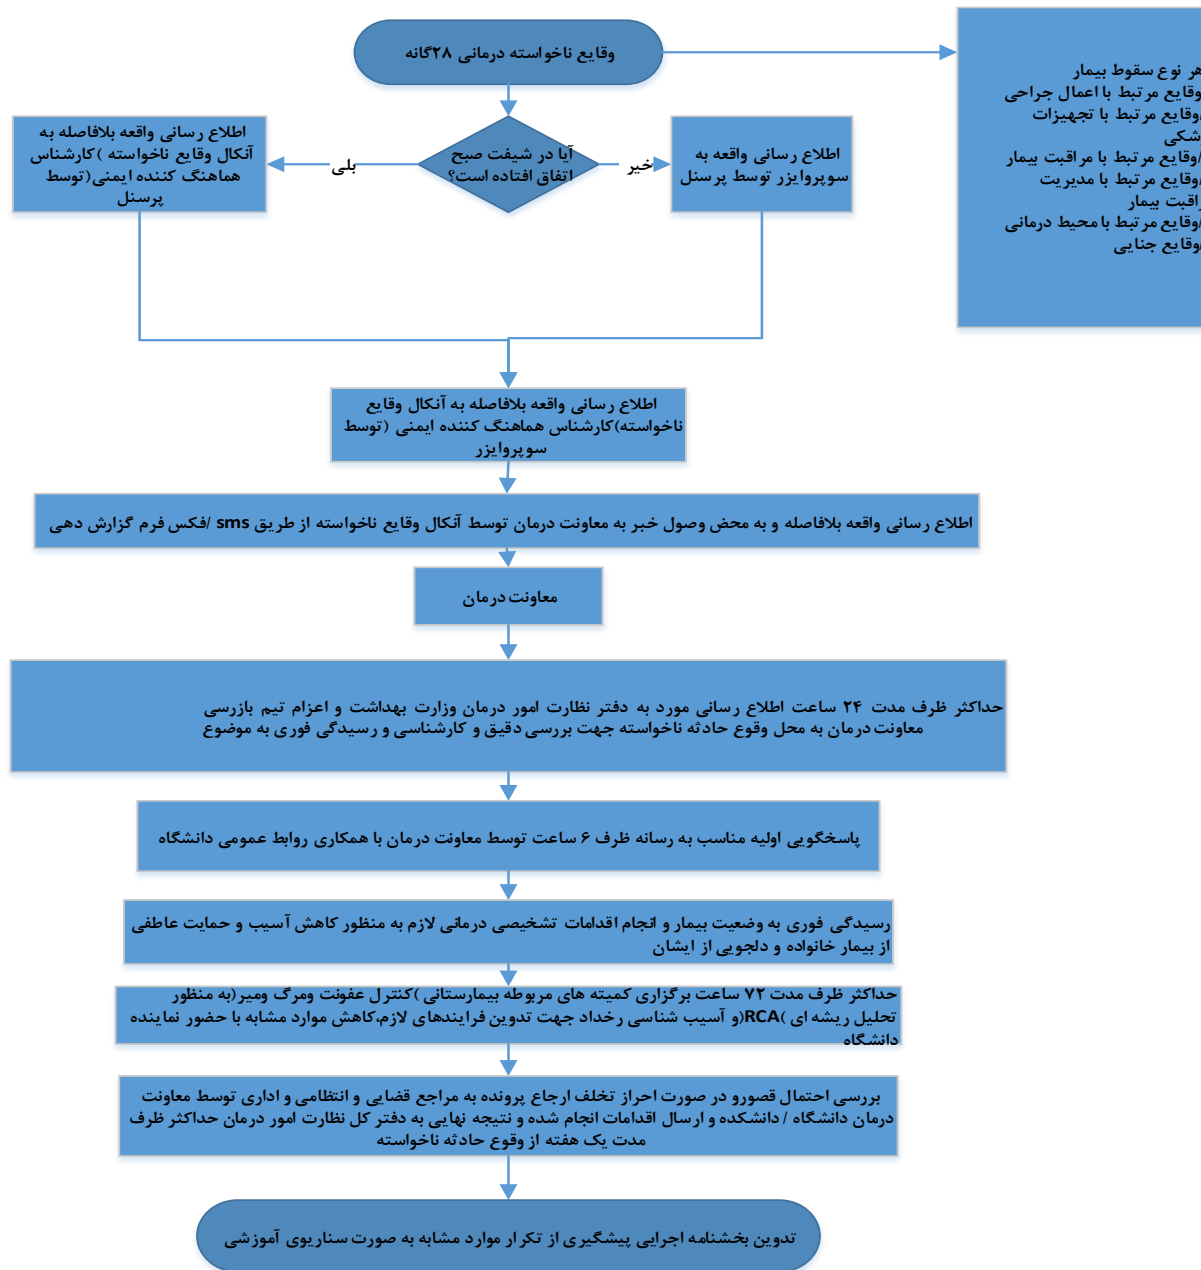 وقایع ناخواسته درمانی ۲۸گانه
هر نوع سقوط بیمار
وقایع مرتبط با اعمال جراحی
/وقایع مرتبط با تجهیزات
شکی
/وقایع مرتبط با مراقبت بیمار
/وقایع مرتبط با مدیریت
راقبت بیمار
/وقایع مرتبط با محیط درمانی
وقایع جنایی
آیا در شیفت صبح
اتفاق افتاده است؟
خیر
بلی
اطلاع رسانی واقعه به
سوپروایزر توسط پرسنل
اطلاع رسانی واقعه بلافاصله به
آنکال وقایع ناخواسته )کارشناس
هماهنگ کننده ایمنی(توسط
پرسنل
اطلاع رسانی واقعه بلافاصله به آنکال وقایع
ناخواسته)کارشناس هماهنگ کننده ایمنی (توسط
سوپروایزر
اطلاع رسانی واقعه بلافاصله و به محض وصول خبر به معاونت درمان توسط آنکال وقایع ناخواسته از طریق sms /فکس فرم گزارش دهی
معاونت درمان
حداکثر ظرف مدت ۲۴ ساعت اطلاع رسانی مورد به دفتر نظارت امور درمان وزارت بهداشت و اعزام تیم بازرسی
معاونت درمان به محل وقوع حادثه ناخواسته جهت بررسی دقیق و کارشناسی و رسیدگی فوری به موضوع
پاسخگویی اولیه مناسب به رسانه ظرف ۶ ساعت توسط معاونت درمان با همکاری روابط عمومی دانشگاه
رسیدگی فوری به وضعیت بیمار و انجام اقدامات تشخیصی درمانی لازم به منظور کاهش آسیب و حمایت عاطفی
از بیمار خانواده و دلجویی از ایشان
حداکثر ظرف مدت ۷۲ ساعت برگزاری کمیته های مربوطه بیمارستانی )کنترل عفونت ومرگ ومیر(به منظور
تحلیل ریشه ای )RCA(و آسیب شناسی رخداد جهت تدوین فرایندهای لازم،کاهش موارد مشابه با حضور نماینده
دانشگاه
بررسی احتمال قصورو در صورت احراز تخلف ارجاع پرونده به مراجع قضایی و انتظامی و اداری توسط معاونت
درمان دانشگاه / دانشکده و ارسال اقدامات انجام شده و نتیجه نهایی به دفتر کل نظارت امور درمان حداکثر ظرف
مدت یک هفته از وقوع حادثه ناخواسته
تدوین بخشنامه اجرایی پیشگیری از تکرار موارد مشابه به صورت سناریوی آموزشی